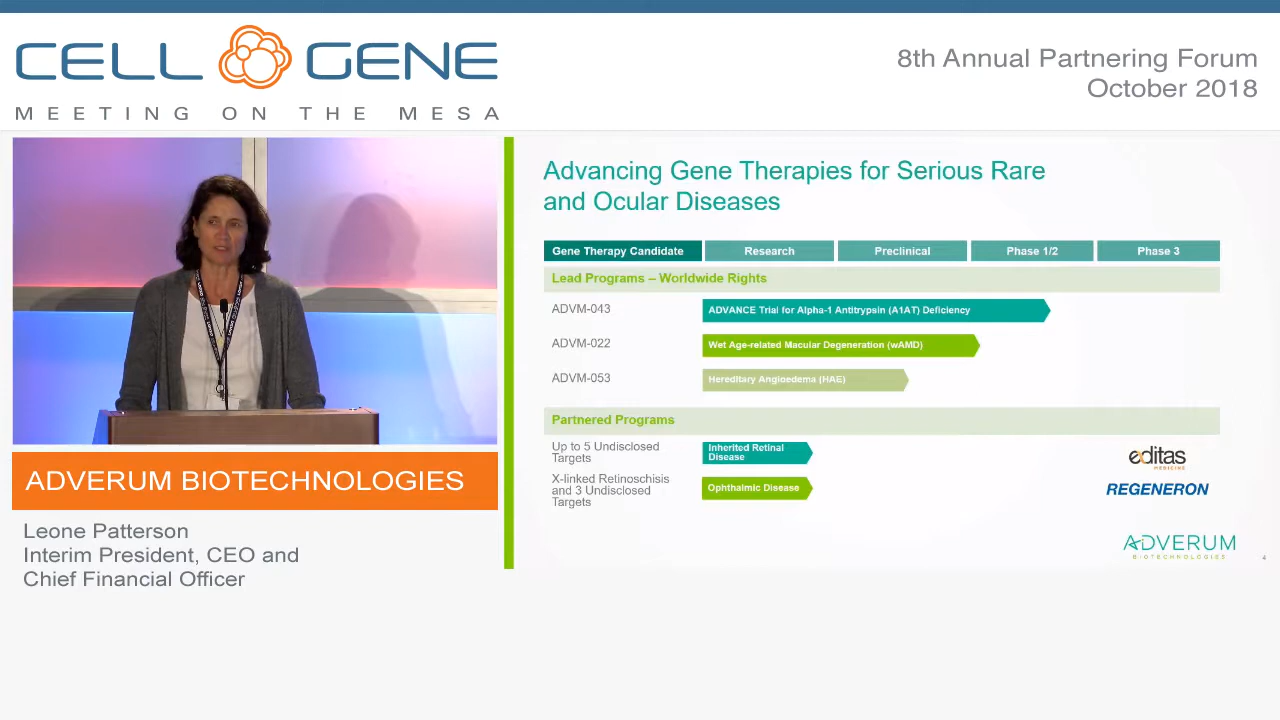 CELL GENE
MEETING ON THE MESA
8th Annual Partnering Forum
October 2018
ADVERUM BIOTECHNOLOGIES
Leone Patterson
Interim President, CEO and
Chief Financial Officer
Advancing Gene Therapies for Serious Rare
and Ocular Diseases
Gene Therapy Candidate Research Preclinical Phase 1/2 Phase 3
Lead Programs – Worldwide Rights
ADVM-043 ADVANCE Trial for Alpha-1 Antitrypsin (A1AT) Deficiency
ADVM-022 Wet Age-related Macular Degeneration (wAMD)
ADVM-053 Hereditary Angioedema (HAE)
Partnered Programs
Up to 5 Undisclosed
Targets
Inherited Retinal
Disease
editas
MEDICINE
X-linked Retinoschisis
and 3 Undisclosed
Targets
Ophthalmic Disease
REGENERON
ADVERUM
BIOTECHNOLOGIES
4